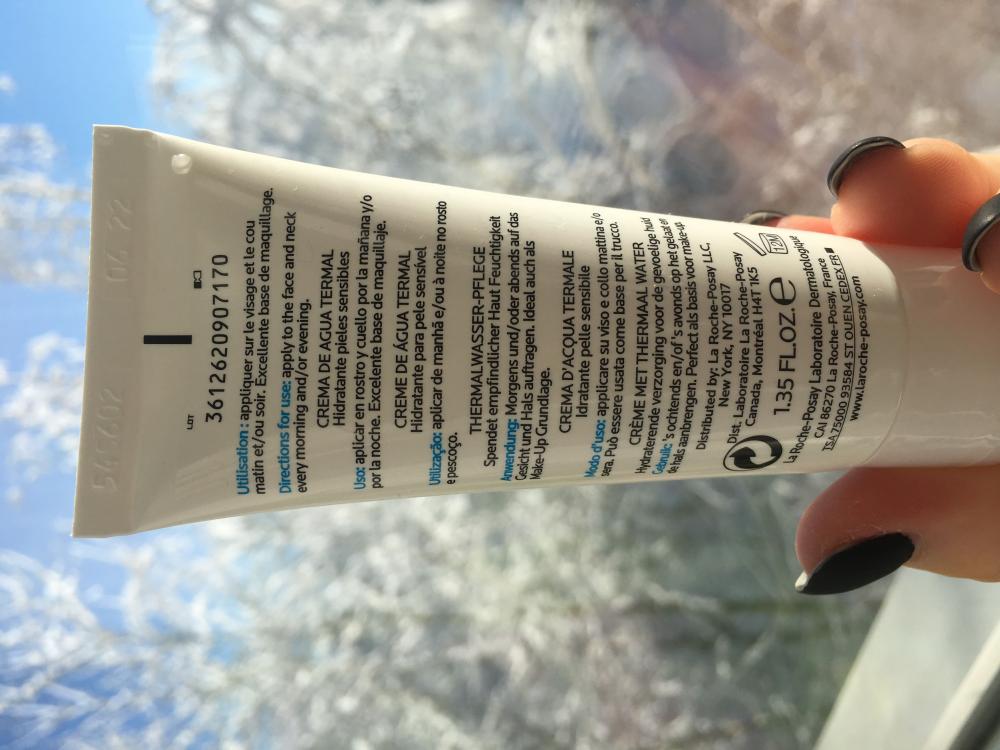 LOT
3612620907170
Utilisation : appliquer sur le visage et le cou
matin et/ou soir. Excellente base de maquillage.
Directions for use: apply to the face and neck
every morning and/or evening.
CREMA DE AGUA TERMAL
Hidratante pieles sensibles
Uso: aplicar en rostro y cuello por la mañana y/o
por la noche. Excelente base de maquillaje.
CREME DE ÁGUA TERMAL
Hidratante para pele sensível
Utilização: aplicar de manhã e/ou à noite no rosto
e pescoço.
THERMALWASSER-PFLEGE
Spendet empfindlicher Haut Feuchtigkeit
Anwendung: Morgens und/oder abends auf das
Gesicht und Hals auftragen. Ideal auch als
Make-Up Grundlage.
CREMA D'ACQUA TERMALE
Idratante pelle sensibile
Modo d'uso: applicare su viso e collo mattina e/o
sera. Può essere usata come base per il trucco.
CRÈME MET THERMAAL WATER
Hydraterende verzorging voor de gevoelige huid
Gebruik: 's ochtends en/of 's avonds op het gelaat en
de hals aanbrengen. Perfect als basis voor make-up.
Distributed by: La Roche-Posay LLC,
New York, NY 10017
Dist. Laboratoire La Roche-Posay
Canada, Montréal H4T 1K5
12M
1.35 FL.OZ. e
La Roche-Posay Laboratoire Dermatologique
CAI 86270 La Roche-Posay, France
TSA 75000 93584 ST OUEN CEDEX FR
www.laroche-posay.com